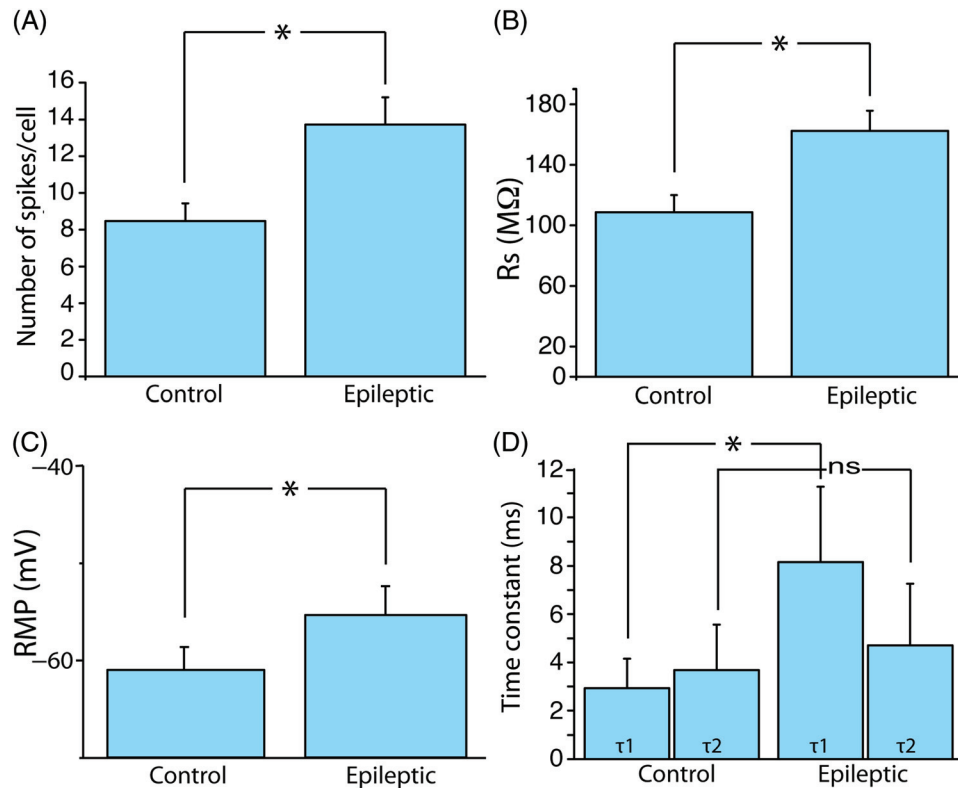 (A)
*
Number of spikes/cell
16
14
12
10
8
6
4
2
0
Control Epileptic
(B)
*
Rs (MΩ)
180
140
100
60
20
0
Control Epileptic
(C)
*
RMP (mV)
−40
−60
Control Epileptic
(D)
*
ns
Time constant (ms)
12
10
8
6
4
2
0
τ1 τ2 τ1 τ2
Control Epileptic